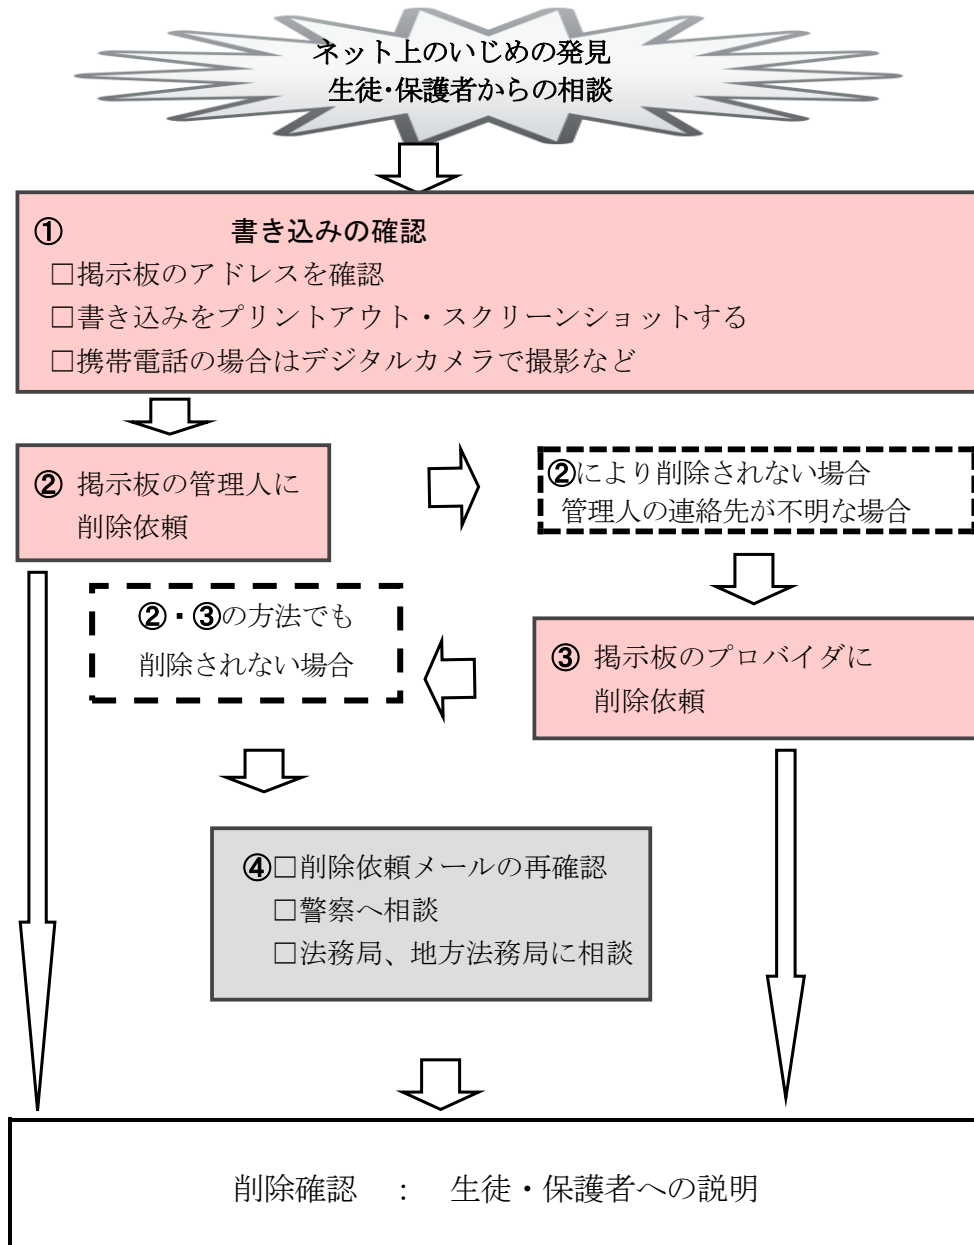 ネット上のいじめの発見
生徒・保護者からの相談
① 書き込みの確認
□掲示板のアドレスを確認
□書き込みをプリントアウト・スクリーンショットする
□携帯電話の場合はデジタルカメラで撮影など
② 掲示板の管理人に
削除依頼
②により削除されない場合
管理人の連絡先が不明な場合
②・③の方法でも
削除されない場合
③ 掲示板のプロバイダに
削除依頼
④□削除依頼メールの再確認
□警察へ相談
□法務局、地方法務局に相談
削除確認 : 生徒・保護者への説明